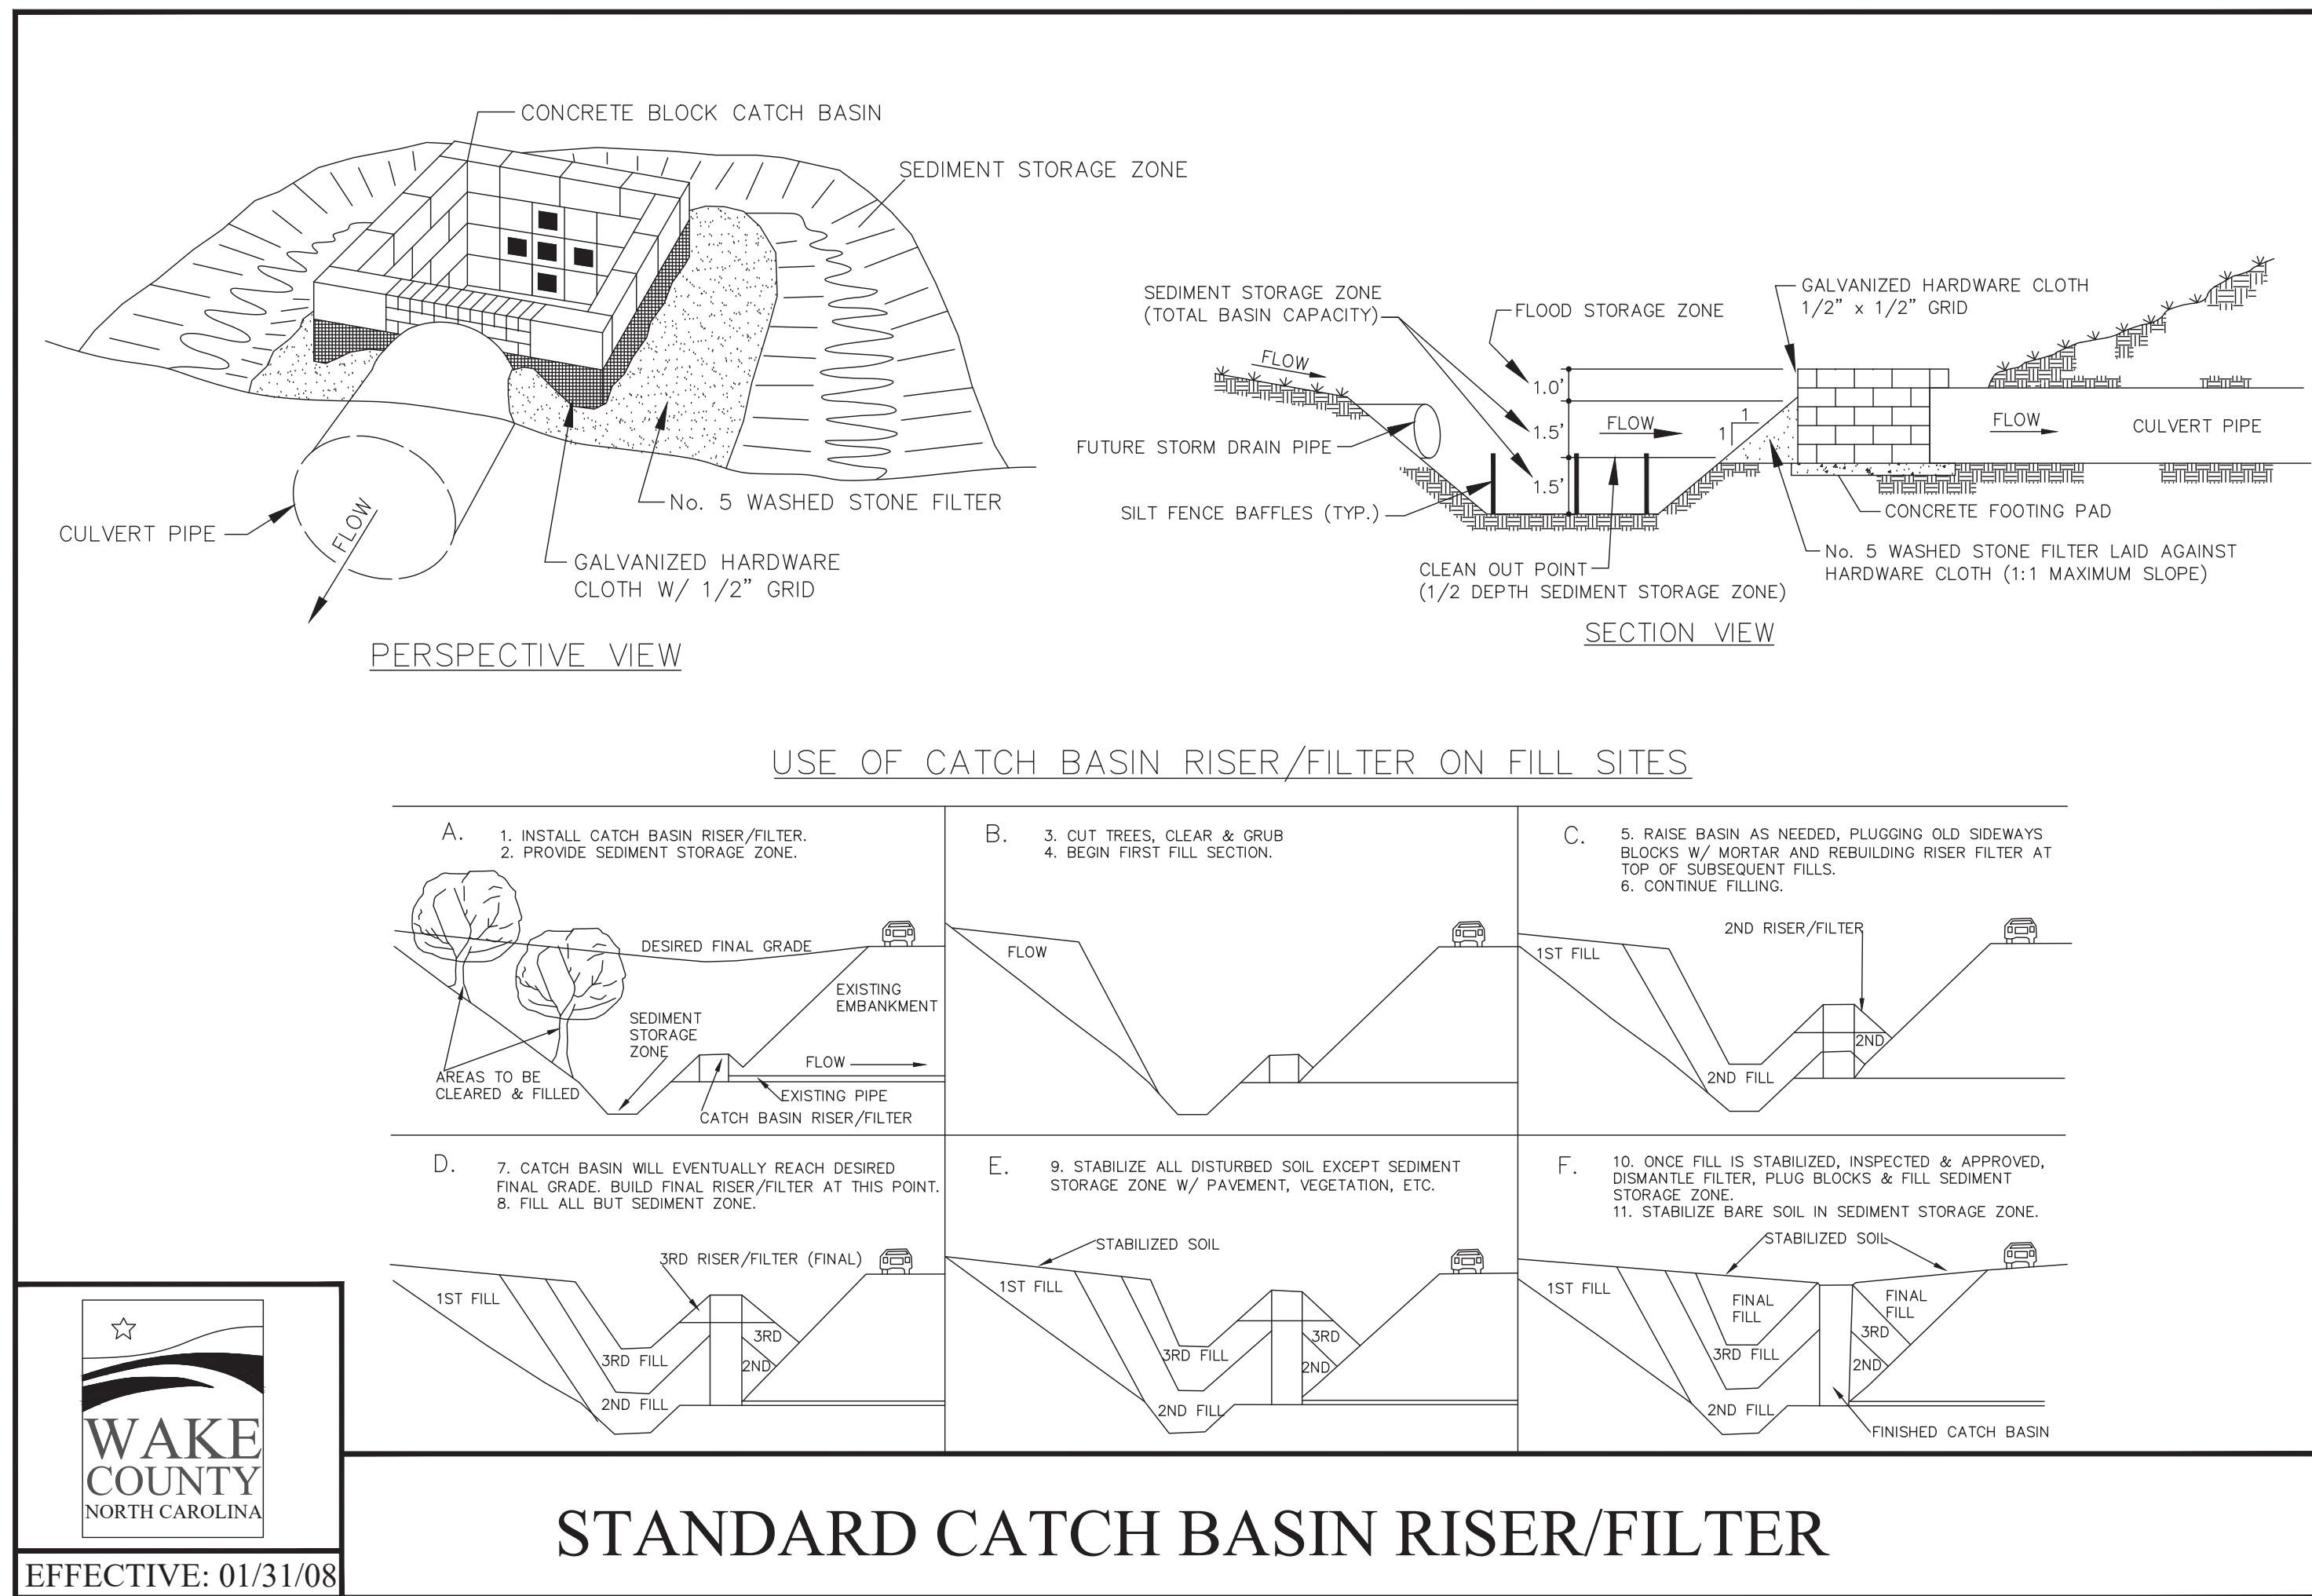 CONCRETE BLOCK CATCH BASIN
SEDIMENT STORAGE ZONE
No. 5 WASHED STONE FILTER
CULVERT PIPE
FLOW
GALVANIZED HARDWARE
CLOTH W/ 1/2" GRID
PERSPECTIVE VIEW
SEDIMENT STORAGE ZONE
(TOTAL BASIN CAPACITY)
FLOOD STORAGE ZONE
GALVANIZED HARDWARE CLOTH
1/2" x 1/2" GRID
FLOW
1.0'
1.5'
1.5'
FLOW
1
1
FLOW
CULVERT PIPE
FUTURE STORM DRAIN PIPE
SILT FENCE BAFFLES (TYP.)
CONCRETE FOOTING PAD
CLEAN OUT POINT
(1/2 DEPTH SEDIMENT STORAGE ZONE)
No. 5 WASHED STONE FILTER LAID AGAINST
HARDWARE CLOTH (1:1 MAXIMUM SLOPE)
SECTION VIEW
USE OF CATCH BASIN RISER/FILTER ON FILL SITES
A.
1. INSTALL CATCH BASIN RISER/FILTER.
2. PROVIDE SEDIMENT STORAGE ZONE.
DESIRED FINAL GRADE
EXISTING
EMBANKMENT
SEDIMENT
STORAGE
ZONE
FLOW
AREAS TO BE
CLEARED & FILLED
EXISTING PIPE
CATCH BASIN RISER/FILTER
B.
3. CUT TREES, CLEAR & GRUB
4. BEGIN FIRST FILL SECTION.
FLOW
C.
5. RAISE BASIN AS NEEDED, PLUGGING OLD SIDEWAYS
BLOCKS W/ MORTAR AND REBUILDING RISER FILTER AT
TOP OF SUBSEQUENT FILLS.
6. CONTINUE FILLING.
2ND RISER/FILTER
1ST FILL
2ND
2ND FILL
D.
7. CATCH BASIN WILL EVENTUALLY REACH DESIRED
FINAL GRADE. BUILD FINAL RISER/FILTER AT THIS POINT.
8. FILL ALL BUT SEDIMENT ZONE.
3RD RISER/FILTER (FINAL)
1ST FILL
3RD
3RD FILL
2ND
2ND FILL
E.
9. STABILIZE ALL DISTURBED SOIL EXCEPT SEDIMENT
STORAGE ZONE W/ PAVEMENT, VEGETATION, ETC.
STABILIZED SOIL
1ST FILL
3RD
3RD FILL
2ND
2ND FILL
F.
10. ONCE FILL IS STABILIZED, INSPECTED & APPROVED,
DISMANTLE FILTER, PLUG BLOCKS & FILL SEDIMENT
STORAGE ZONE.
11. STABILIZE BARE SOIL IN SEDIMENT STORAGE ZONE.
STABILIZED SOIL
1ST FILL
FINAL
FILL
FINAL
FILL
3RD
3RD FILL
2ND
2ND FILL
FINISHED CATCH BASIN
WAKE
COUNTY
NORTH CAROLINA
EFFECTIVE: 01/31/08
STANDARD CATCH BASIN RISER/FILTER